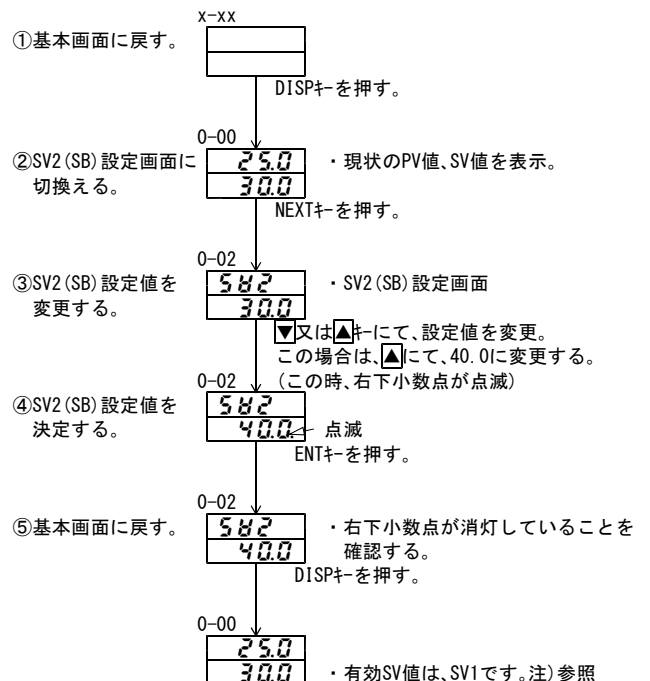 x-xx
①基本画面に戻す。
DISPｷｰを押す。
0-00
②SV2(SB)設定画面に
切換える。
25.0
30.0
・現状のPV値､SV値を表示。
NEXTｷｰを押す。
0-02
③SV2(SB)設定値を
変更する。
SV2
30.0
・SV2(SB)設定画面
▼又は▲ｷｰにて､設定値を変更。
この場合は､▲にて､40.0に変更する。
(この時､右下小数点が点滅)
0-02
④SV2(SB)設定値を
決定する。
SV2
40.0.
点滅
ENTｷｰを押す。
0-02
⑤基本画面に戻す。
SV2
40.0
・右下小数点が消灯していることを
確認する。
DISPｷｰを押す。
0-00
25.0
30.0
・有効SV値は､SV1です｡注)参照